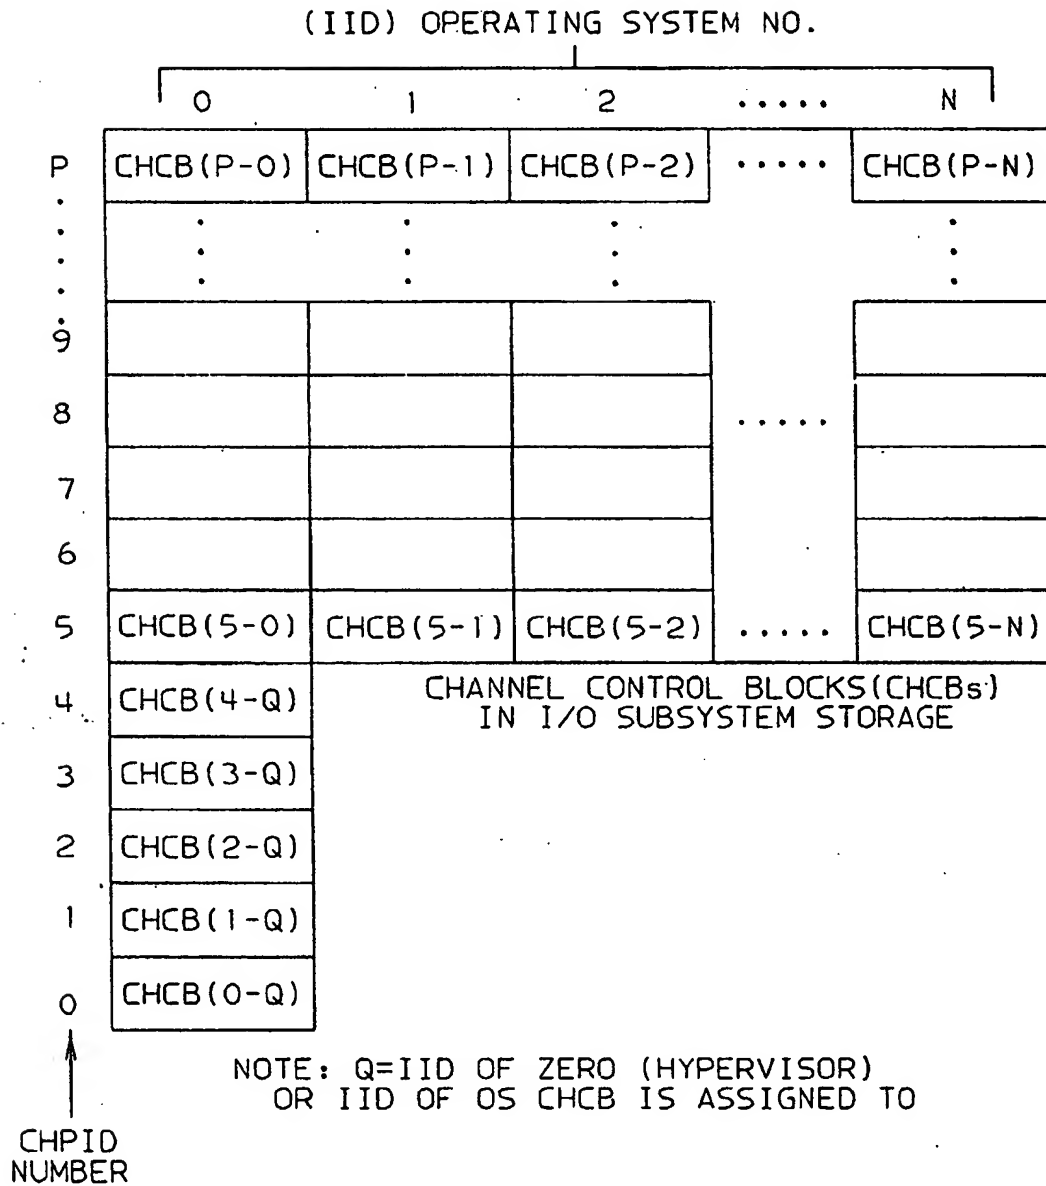 (IID) OPERATING SYSTEM NO.
0 1 2 ..... N
P CHCB(P-0) CHCB(P-1) CHCB(P-2) ..... CHCB(P-N)
9
8 .....
7
6
5 CHCB(5-0) CHCB(5-1) CHCB(5-2) ..... CHCB(5-N)
4 CHCB(4-Q)
CHANNEL CONTROL BLOCKS(CHCBs)
IN I/O SUBSYSTEM STORAGE
3 CHCB(3-Q)
2 CHCB(2-Q)
1 CHCB(1-Q)
0 CHCB(0-Q)
NOTE: Q=IID OF ZERO (HYPERVISOR)
OR IID OF OS CHCB IS ASSIGNED TO
CHPID
NUMBER